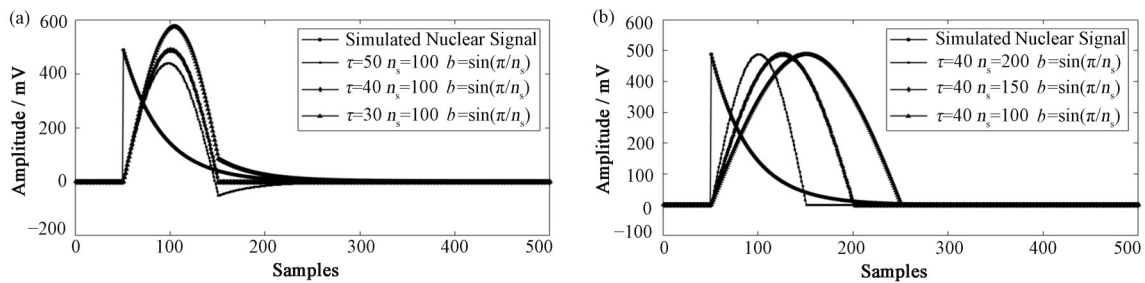 (a)
600
400
200
0
−200
Amplitude / mV
0
100
200
300
400
500
Samples
Simulated Nuclear Signal
τ=50 nₛ=100 b=sin(π/nₛ)
τ=40 nₛ=100 b=sin(π/nₛ)
τ=30 nₛ=100 b=sin(π/nₛ)
(b)
600
500
400
300
200
100
0
−100
Amplitude / mV
0
100
200
300
400
500
Samples
Simulated Nuclear Signal
τ=40 nₛ=200 b=sin(π/nₛ)
τ=40 nₛ=150 b=sin(π/nₛ)
τ=40 nₛ=100 b=sin(π/nₛ)